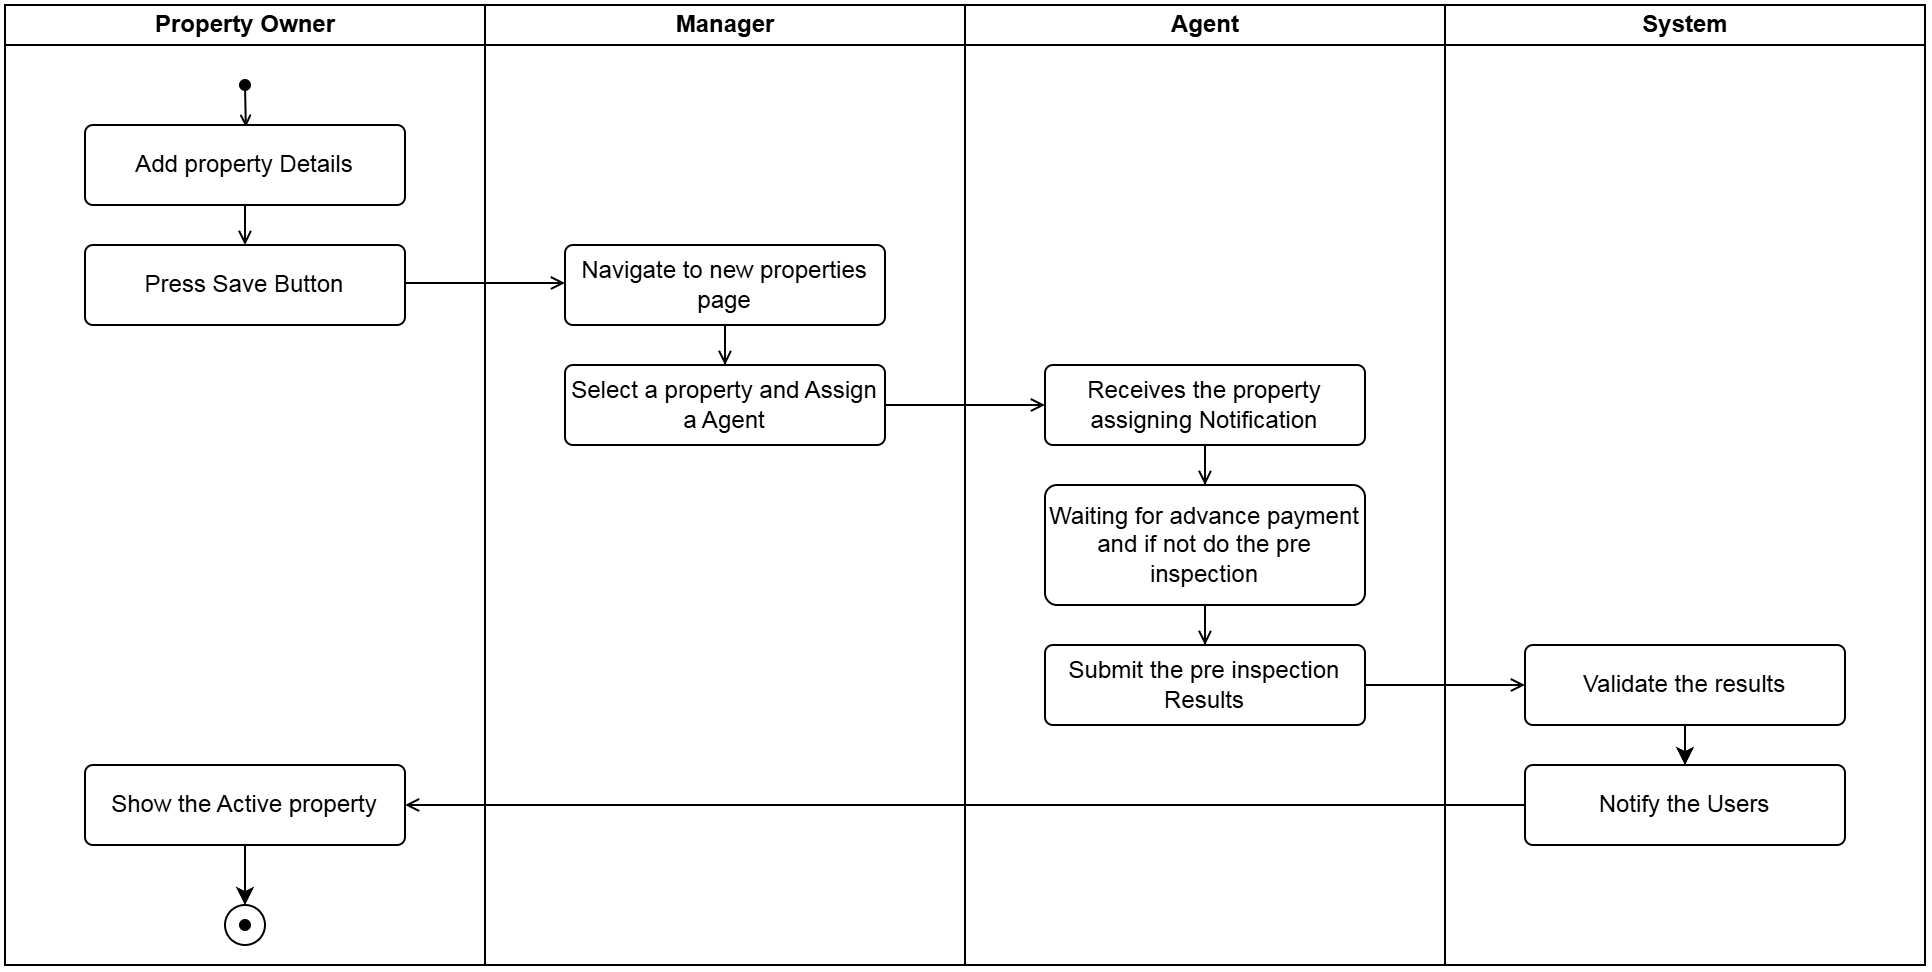 Property Owner
Manager
Agent
System
Add property Details
Press Save Button
Navigate to new properties
page
Select a property and Assign
a Agent
Receives the property
assigning Notification
Waiting for advance payment
and if not do the pre
inspection
Submit the pre inspection
Results
Validate the results
Notify the Users
Show the Active property